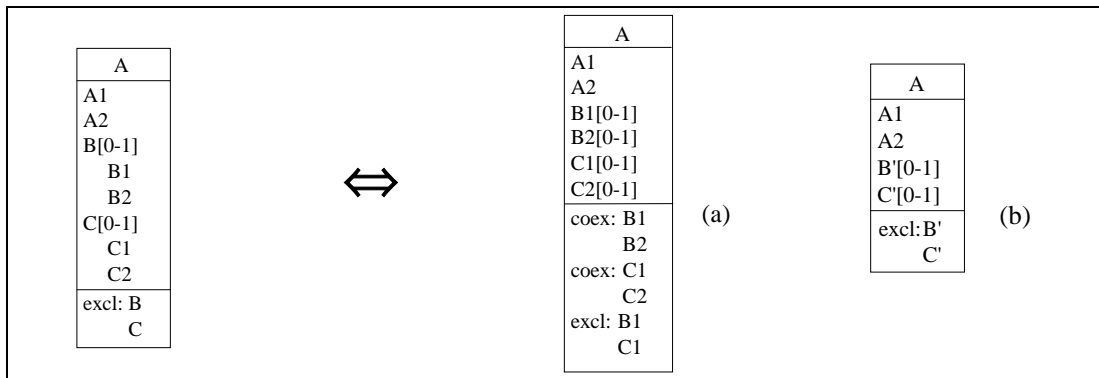 A
A1
A2
B[0-1]
B1
B2
C[0-1]
C1
C2
excl: B
C
⇔
A
A1
A2
B1[0-1]
B2[0-1]
C1[0-1]
C2[0-1]
coex: B1
B2
coex: C1
C2
excl: B1
C1
(a)
A
A1
A2
B'[0-1]
C'[0-1]
excl:B'
C'
(b)